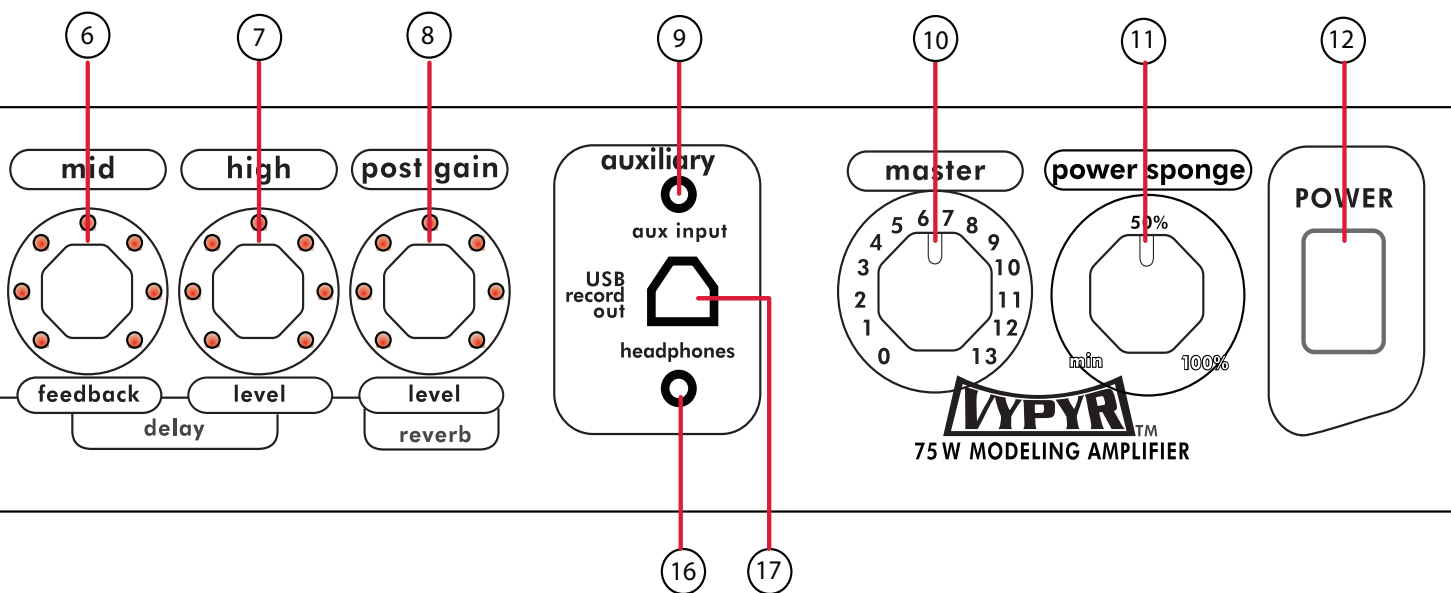 6 7 8 9 10 11 12
mid
high
post gain
feedback
level
level
delay
reverb
auxiliary
aux input
USB
record
out
headphones
master
0 1 2 3 4 5 6 7 8 9 10 11 12 13
power sponge
50%
min
100%
VYPYR TM
75 W MODELING AMPLIFIER
POWER
16 17